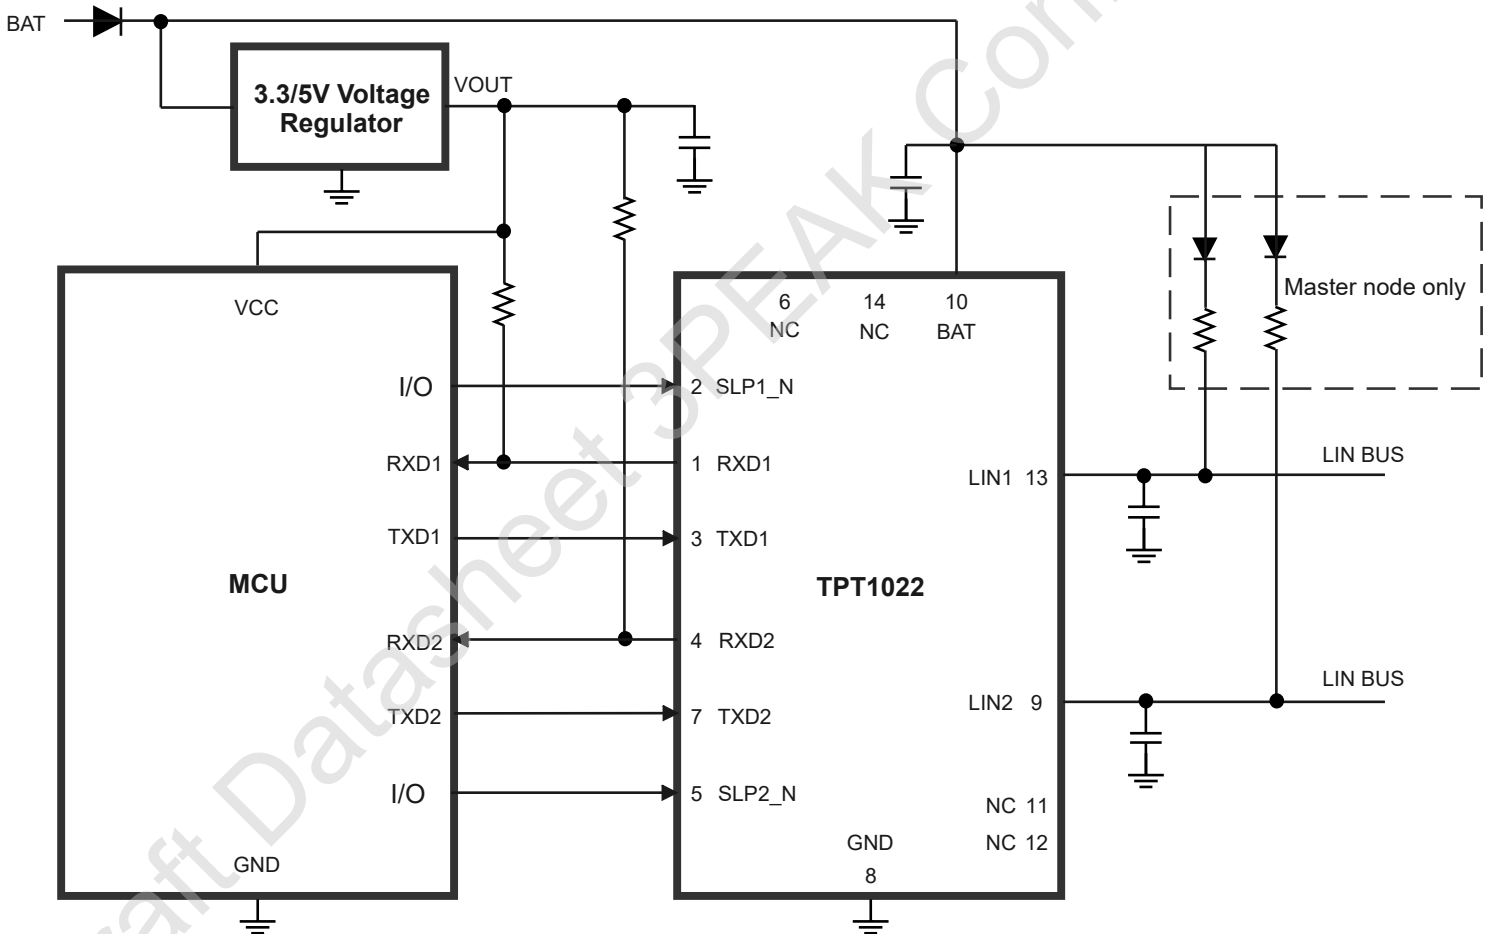 BAT
3.3/5V Voltage
Regulator
VOUT
VCC
I/O
RXD1
TXD1
MCU
RXD2
TXD2
I/O
GND
6
NC
14
NC
10
BAT
2 SLP1_N
1 RXD1
3 TXD1
TPT1022
4 RXD2
7 TXD2
5 SLP2_N
LIN1 13
LIN2 9
NC 11
NC 12
GND
8
Master node only
LIN BUS
LIN BUS
raft Datasheet 3PEAK Con